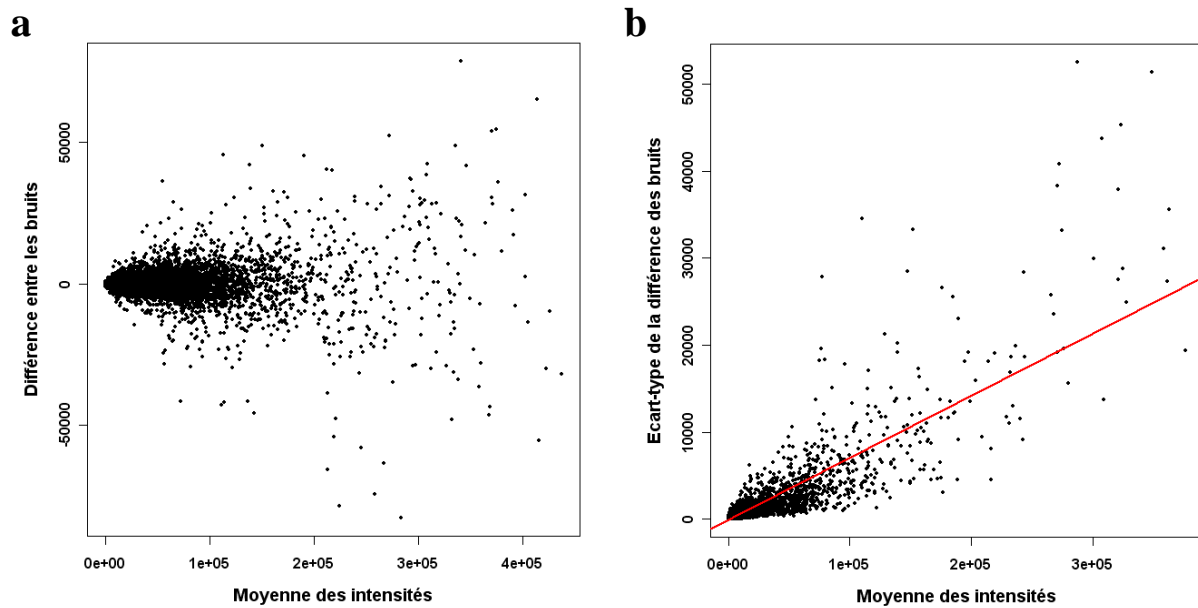 a
Différence entre les bruits
50000
0
-50000
0e+00 1e+05 2e+05 3e+05 4e+05
Moyenne des intensités
b
Ecart-type de la différence des bruits
50000
40000
30000
20000
10000
0
0e+00 1e+05 2e+05 3e+05
Moyenne des intensités